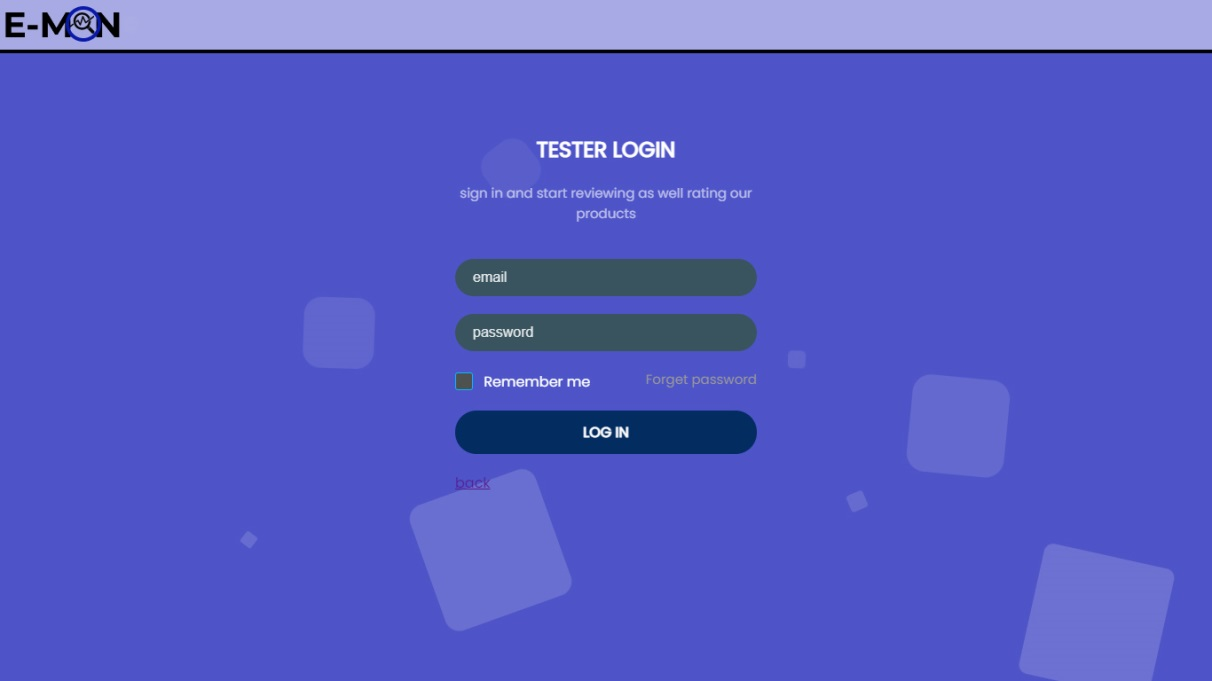 E-MON
TESTER LOGIN
sign in and start reviewing as well rating our
products
email
password
Remember me
Forget password
LOG IN
back